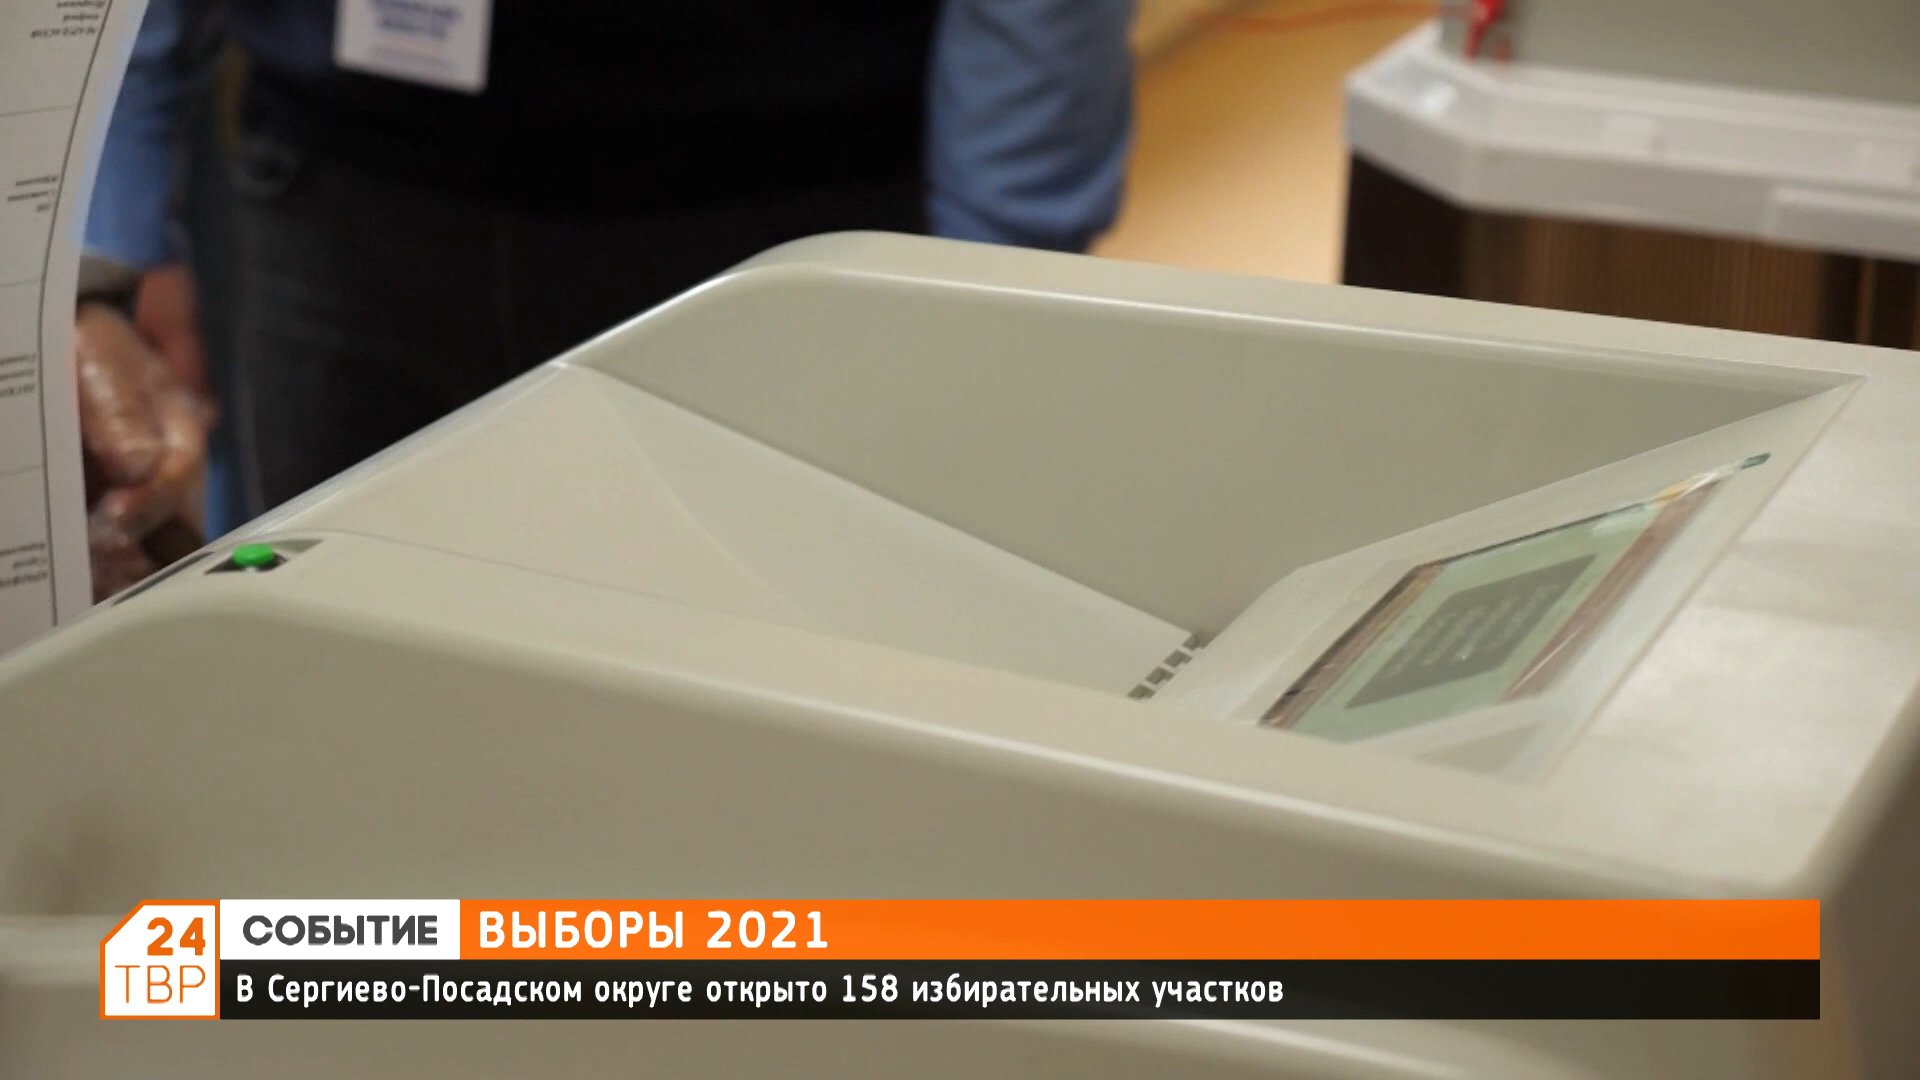 24
ТВР
СОБЫТИЕ
ВЫБОРЫ 2021
В Сергиево-Посадском округе открыто 158 избирательных участков